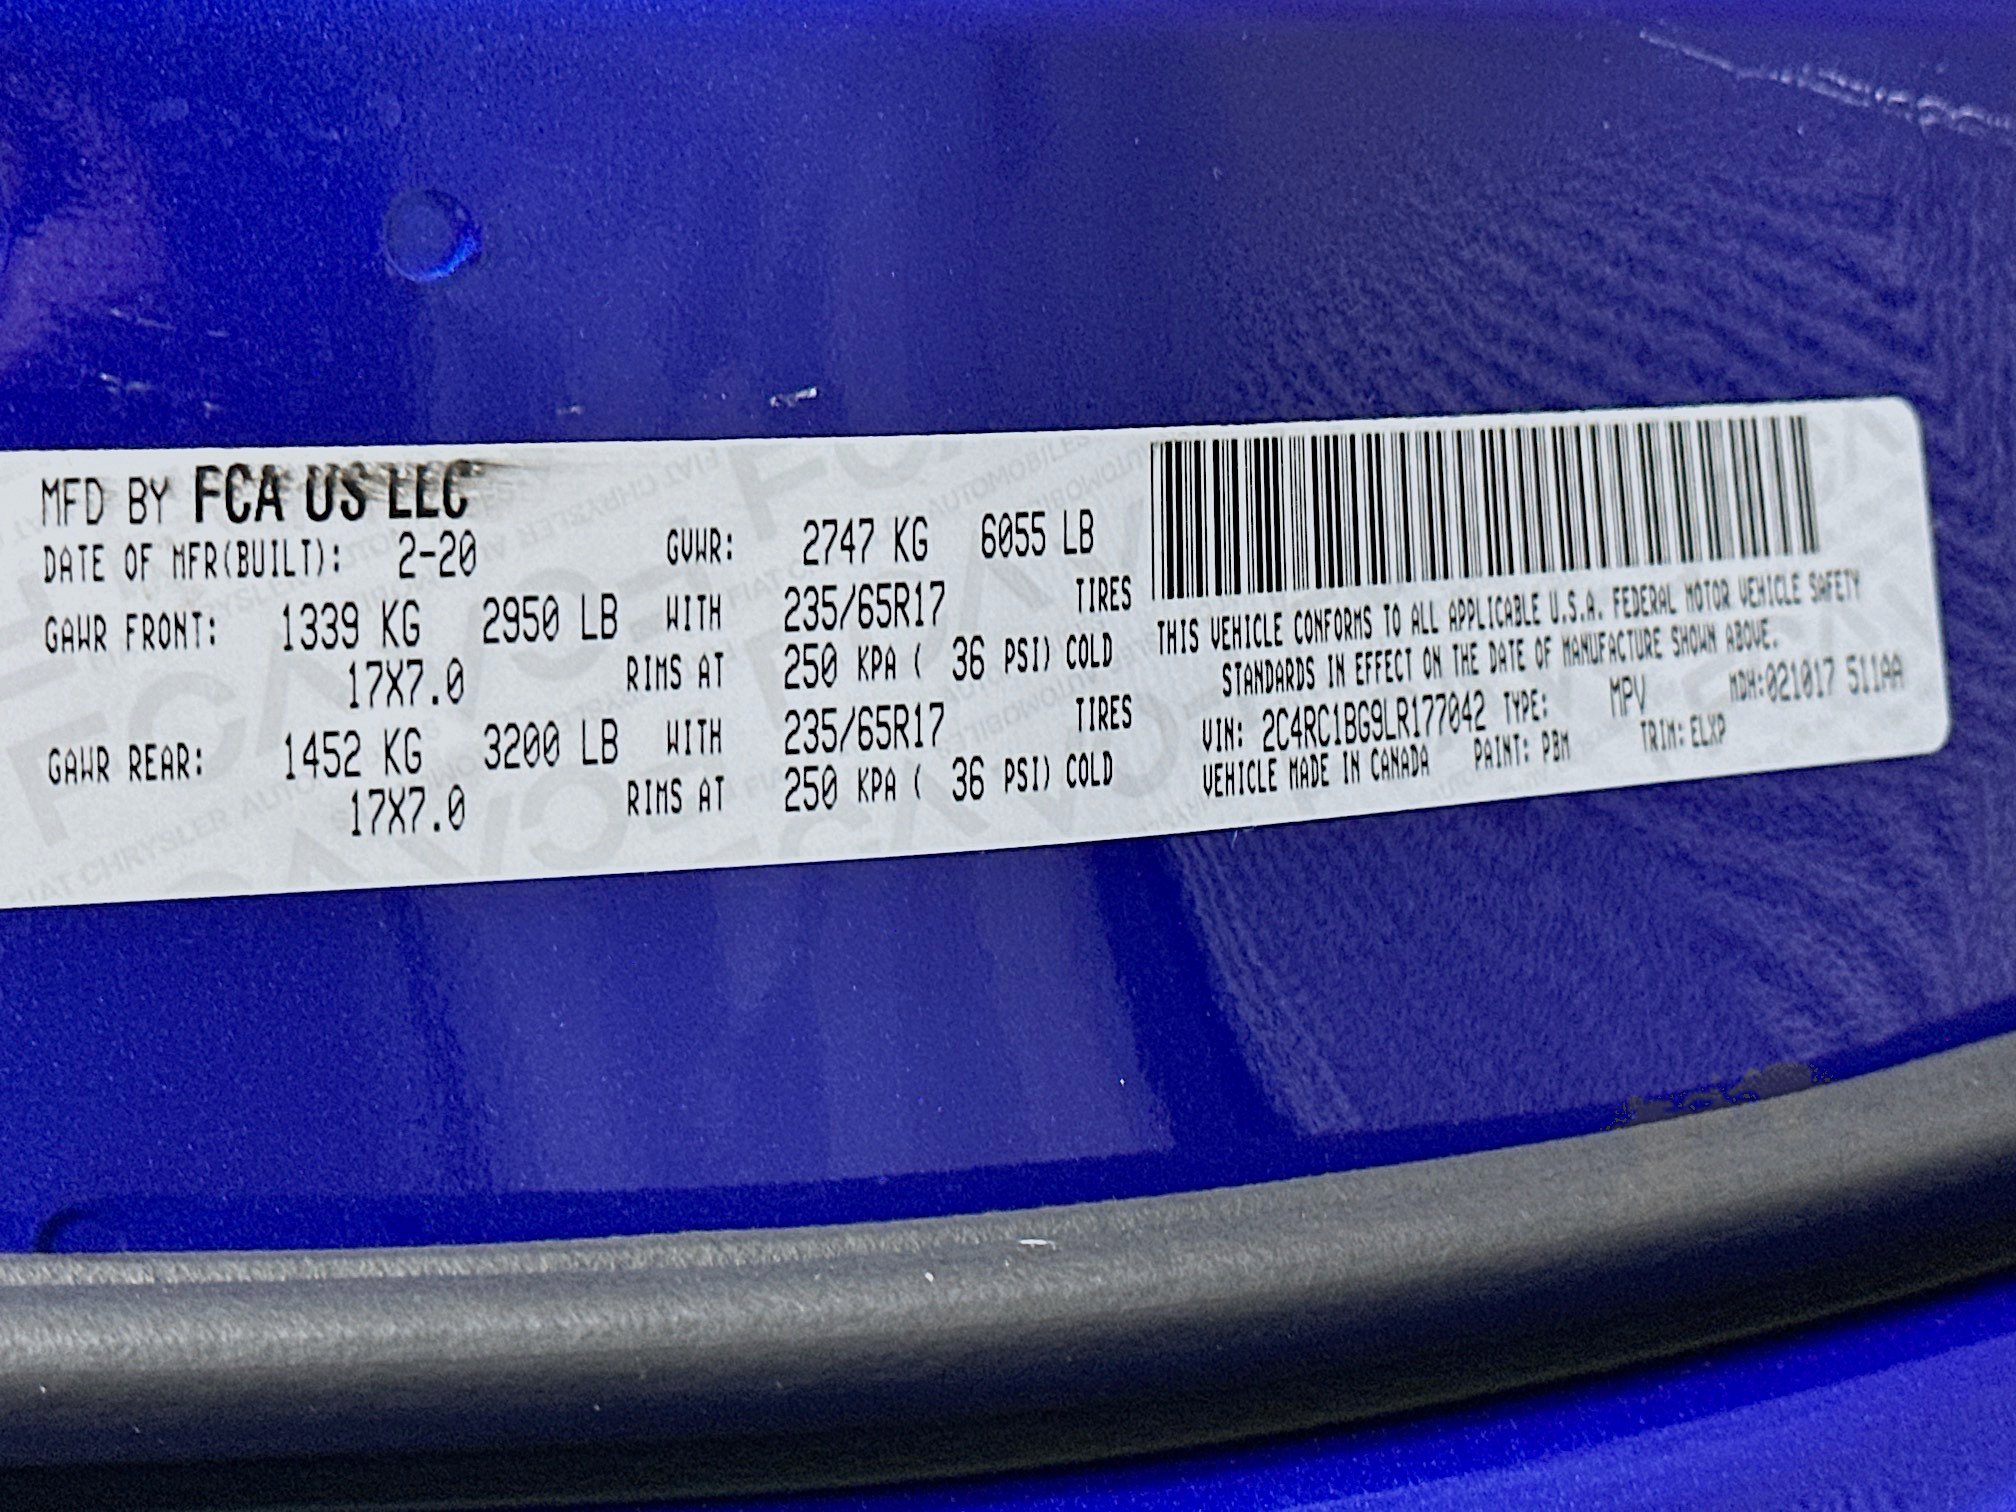 MFD BY FCA US LLC
DATE OF MFR(BUILT): 2-20 GVWR: 2747 KG 6055 LB
GAWR FRONT: 1339 KG 2950 LB WITH 235/65R17 TIRES
17X7.0 RIMS AT 250 KPA ( 36 PSI) COLD
GAWR REAR: 1452 KG 3200 LB WITH 235/65R17 TIRES
17X7.0 RIMS AT 250 KPA ( 36 PSI) COLD
THIS VEHICLE CONFORMS TO ALL APPLICABLE U.S.A. FEDERAL MOTOR VEHICLE SAFETY
STANDARDS IN EFFECT ON THE DATE OF MANUFACTURE SHOWN ABOVE.
VIN: 2C4RC1BG9LR177042 TYPE: MPV MDH:021017 511AA
VEHICLE MADE IN CANADA PAINT: PBM TRIM: ELXP